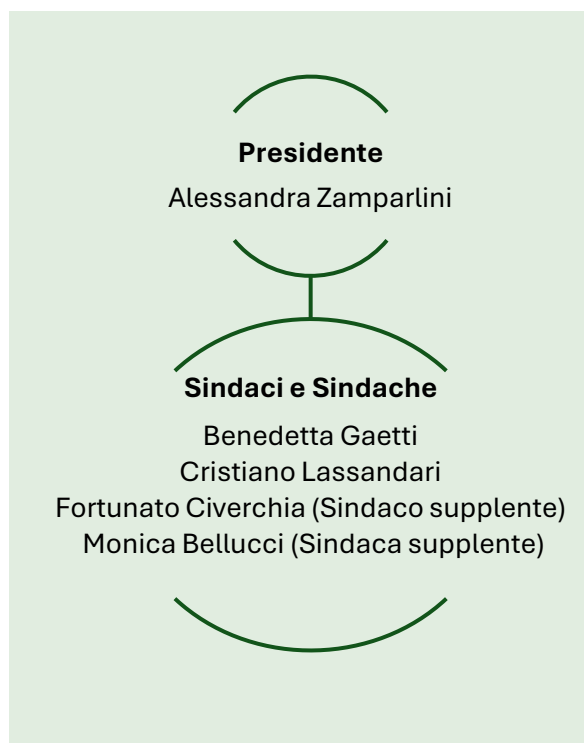 Presidente
Alessandra Zamparlini
Sindaci e Sindache
Benedetta Gaetti
Cristiano Lassandari
Fortunato Civerchia (Sindaco supplente)
Monica Bellucci (Sindaca supplente)